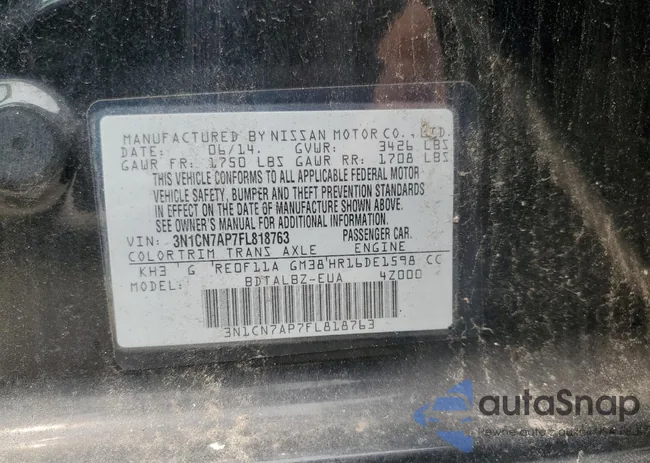 MANUFACTURED BY NISSAN MOTOR CO., LTD.
DATE: 06/14. GVWR: 3426 LBS
GAWR FR: 1750 LBS GAWR RR: 1708 LBS
THIS VEHICLE CONFORMS TO ALL APPLICABLE FEDERAL MOTOR
VEHICLE SAFETY, BUMPER AND THEFT PREVENTION STANDARDS
IN EFFECT ON THE DATE OF MANUFACTURE SHOWN ABOVE.
SEE OWNER'S MANUAL FOR ADDITIONAL INFORMATION.
VIN: 3N1CN7AP7FL818763 PASSENGER CAR.
COLOR TRIM TRANS AXLE ENGINE
KH3 G RE0F11A GM38 HR16DE1598 CC
MODEL: BDTALBZ-EUA 4Z000
3N1CN7AP7FL818763
autaSnap